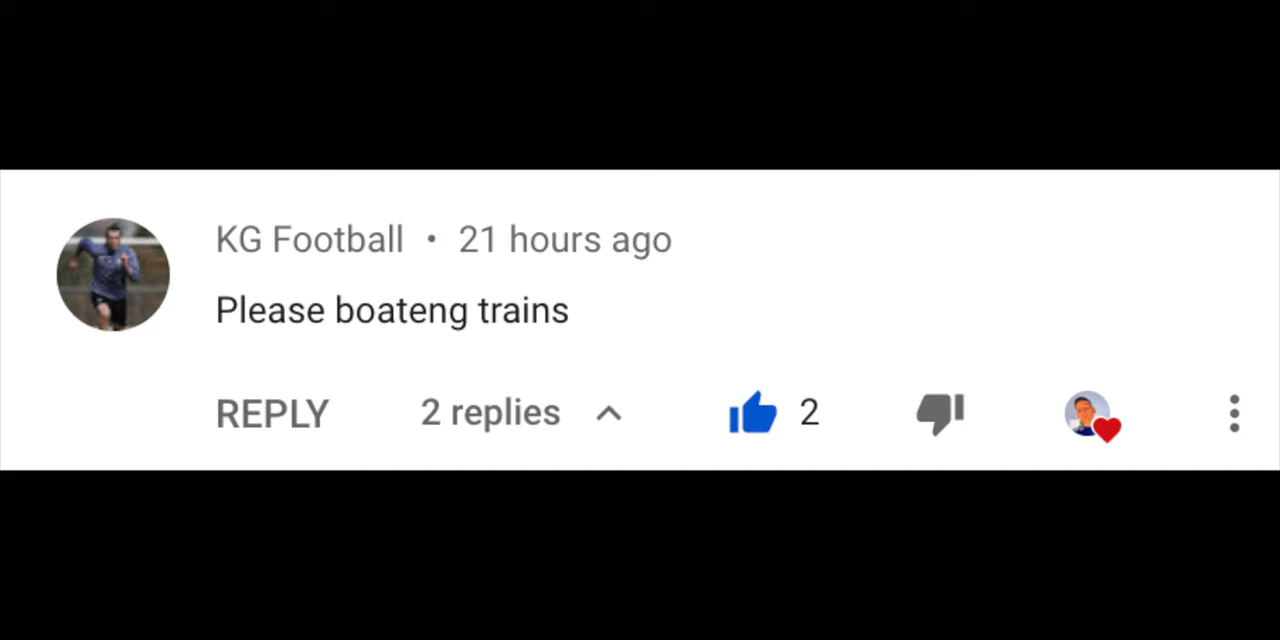 KG Football • 21 hours ago
Please boateng trains
REPLY 2 replies 2